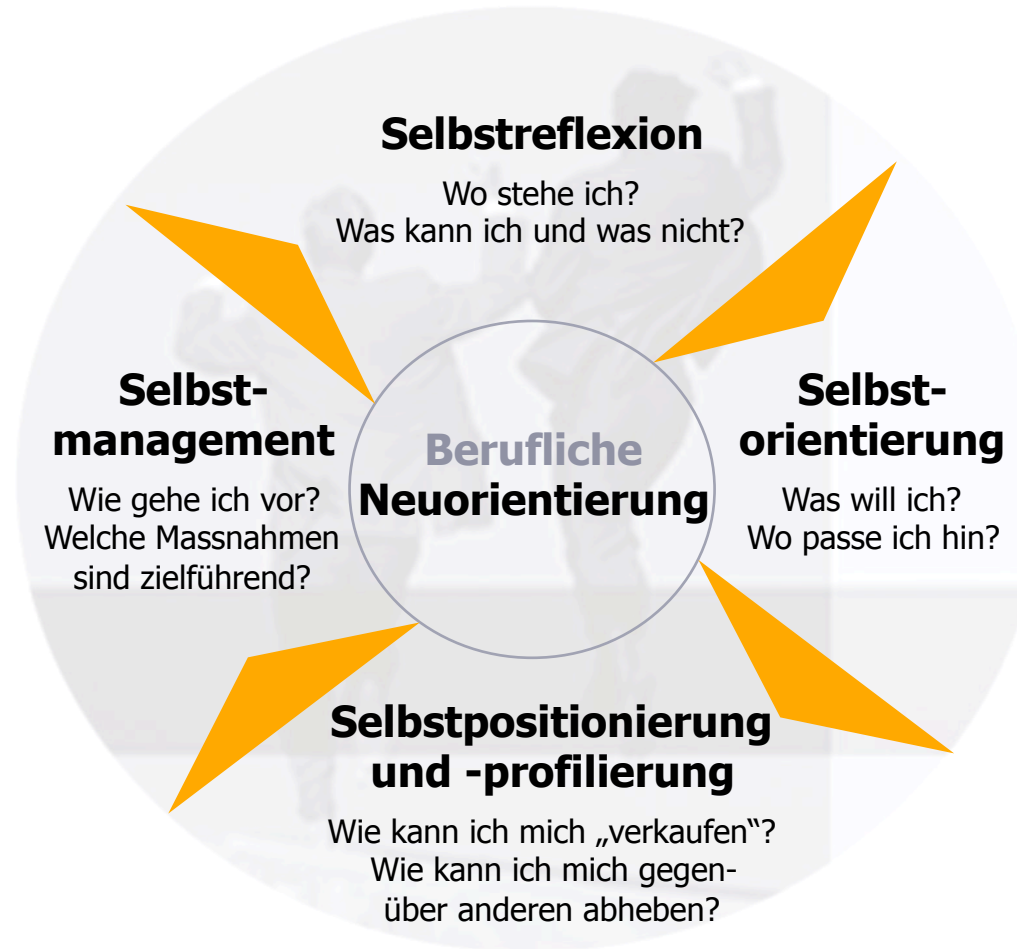 Selbstreflexion
Wo stehe ich?
Was kann ich und was nicht?
Selbst-
orientierung
Was will ich?
Wo passe ich hin?
Selbstpositionierung
und -profilierung
Wie kann ich mich „verkaufen“?
Wie kann ich mich gegen-
über anderen abheben?
Selbst-
management
Wie gehe ich vor?
Welche Massnahmen
sind zielführend?
Berufliche
Neuorientierung